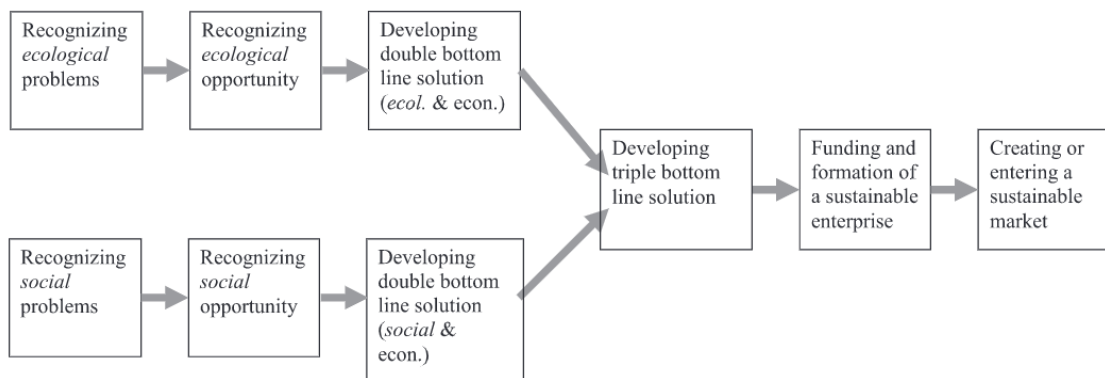 Recognizing
ecological
problems
Recognizing
ecological
opportunity
Developing
double bottom
line solution
(ecol. & econ.)
Developing
triple bottom
line solution
Funding and
formation of
a sustainable
enterprise
Creating or
entering a
sustainable
market
Recognizing
social
problems
Recognizing
social
opportunity
Developing
double bottom
line solution
(social &
econ.)